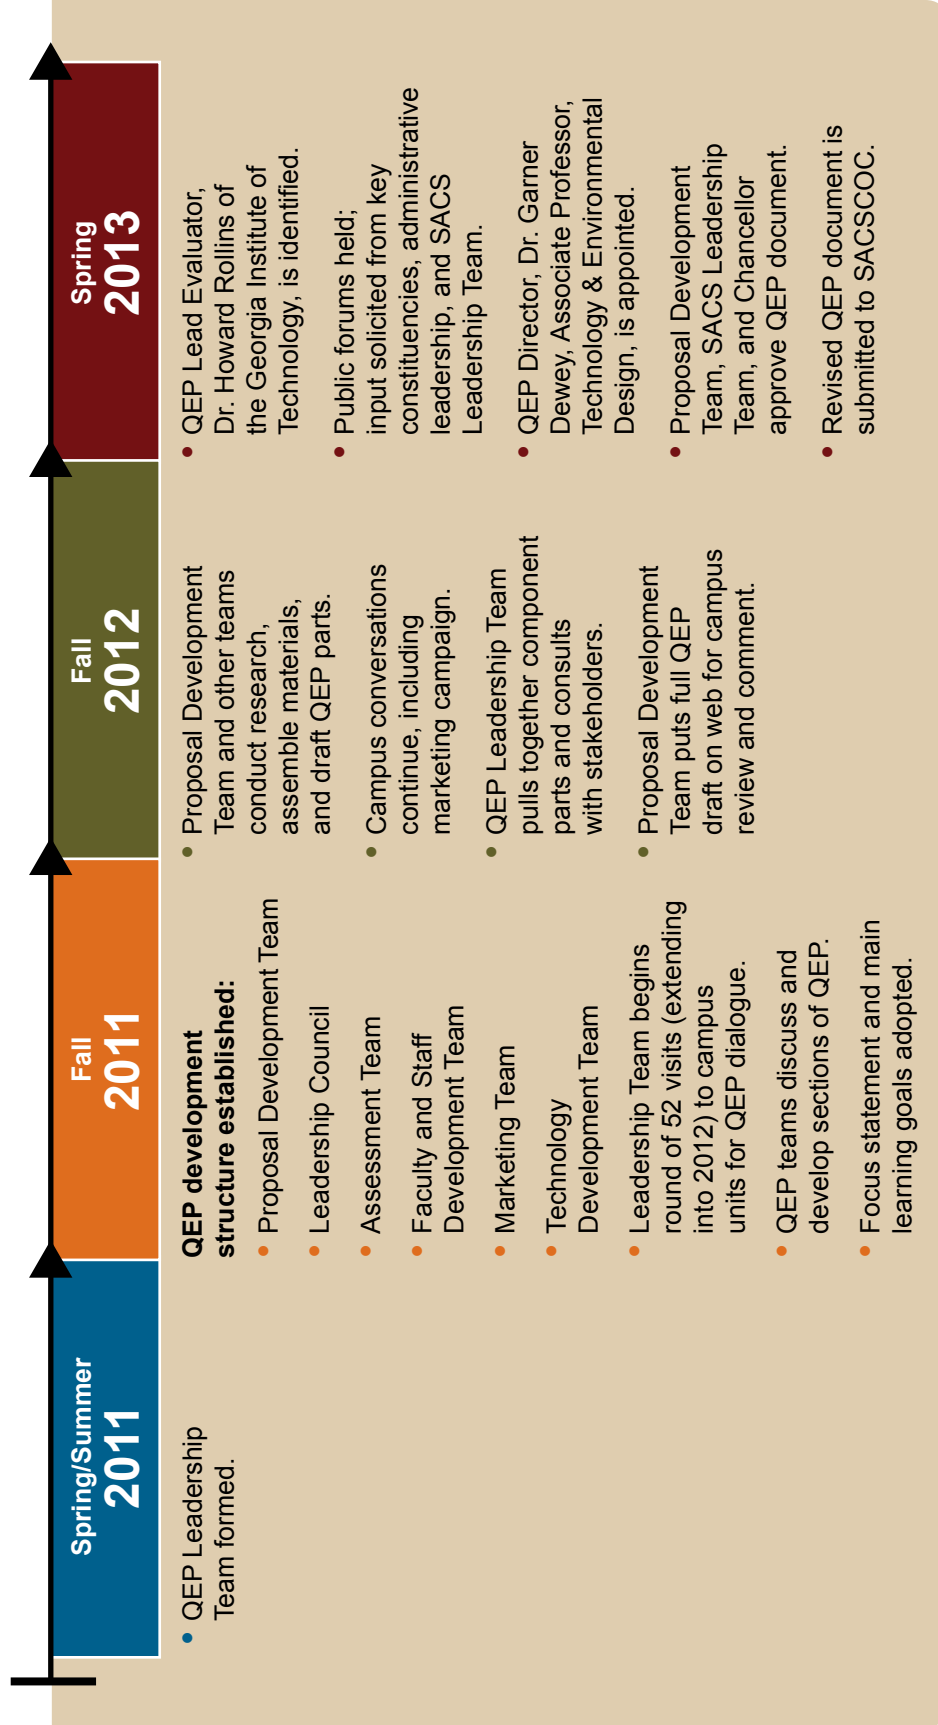 Spring/Summer
2011
• QEP Leadership
Team formed.
Fall
2011
QEP development
structure established:
• Proposal Development Team
• Leadership Council
• Assessment Team
• Faculty and Staff
Development Team
• Marketing Team
• Technology
Development Team
• Leadership Team begins
round of 52 visits (extending
into 2012) to campus
units for QEP dialogue.
• QEP teams discuss and
develop sections of QEP.
• Focus statement and main
learning goals adopted.
Fall
2012
• Proposal Development
Team and other teams
conduct research,
assemble materials,
and draft QEP parts.
• Campus conversations
continue, including
marketing campaign.
• QEP Leadership Team
pulls together component
parts and consults
with stakeholders.
• Proposal Development
Team puts full QEP
draft on web for campus
review and comment.
Spring
2013
• QEP Lead Evaluator,
Dr. Howard Rollins of
the Georgia Institute of
Technology, is identified.
• Public forums held;
input solicited from key
constituencies, administrative
leadership, and SACS
Leadership Team.
• QEP Director, Dr. Garner
Dewey, Associate Professor,
Technology & Environmental
Design, is appointed.
• Proposal Development
Team, SACS Leadership
Team, and Chancellor
approve QEP document.
• Revised QEP document is
submitted to SACSCOC.